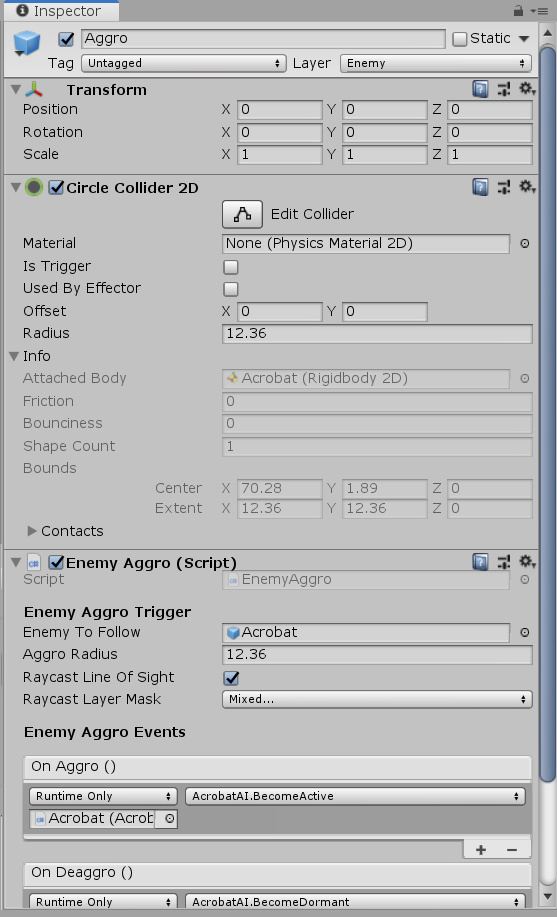 Inspector
Aggro Static
Tag Untagged Layer Enemy
Transform
Position X 0 Y 0 Z 0
Rotation X 0 Y 0 Z 0
Scale X 1 Y 1 Z 1
Circle Collider 2D
Edit Collider
Material None (Physics Material 2D)
Is Trigger
Used By Effector
Offset X 0 Y 0
Radius 12.36
Info
Attached Body Acrobat (Rigidbody 2D)
Friction 0
Bounciness 0
Shape Count 1
Bounds
Center X 70.28 Y 1.89 Z 0
Extent X 12.36 Y 12.36 Z 0
Contacts
c# Enemy Aggro (Script)
Script EnemyAggro
Enemy Aggro Trigger
Enemy To Follow Acrobat
Aggro Radius 12.36
Raycast Line Of Sight
Raycast Layer Mask Mixed...
Enemy Aggro Events
On Aggro ()
Runtime Only AcrobatAI.BecomeActive
Acrobat (Acrob
+ −
On Deaggro ()
Runtime Only AcrobatAI.BecomeDormant